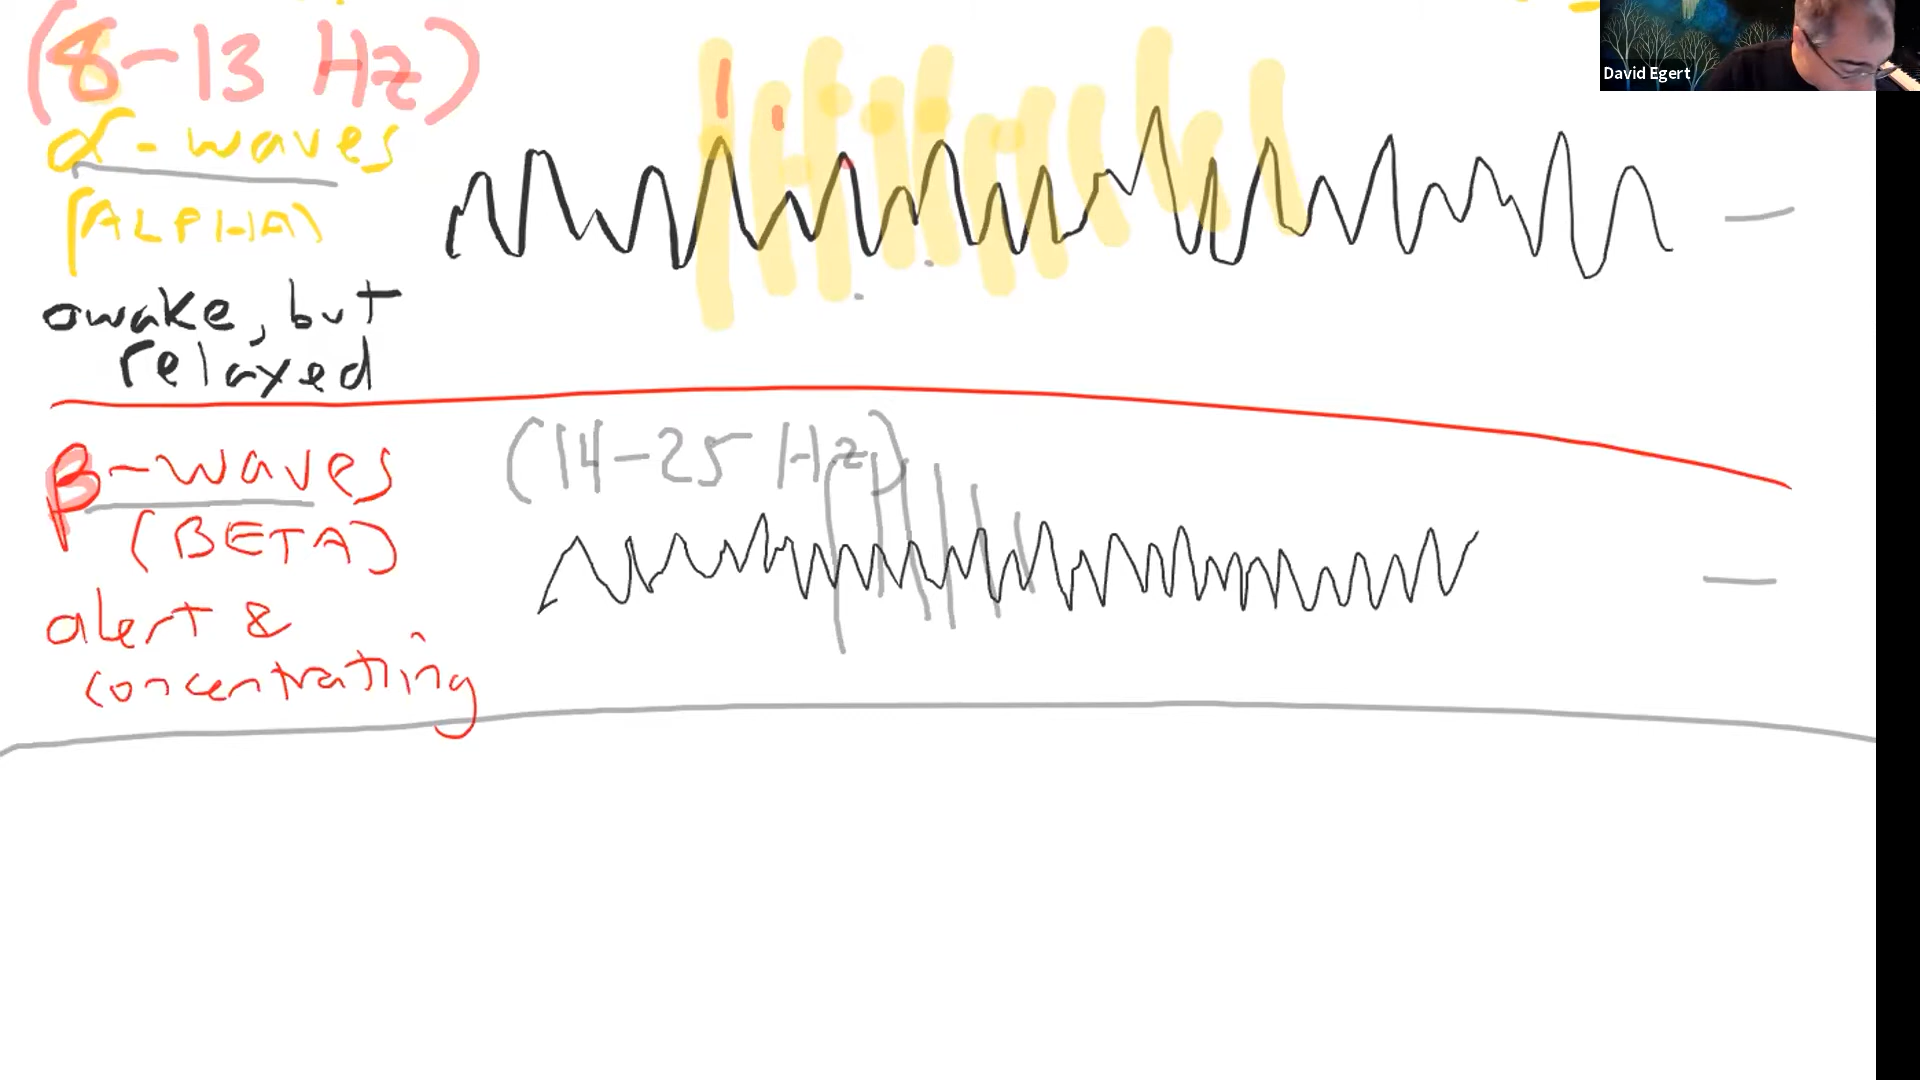 (8-13 Hz)
David Egert
α-waves
(ALPHA)
awake, but
relaxed
(14-25 Hz)
β-waves
(BETA)
alert &
concentrating